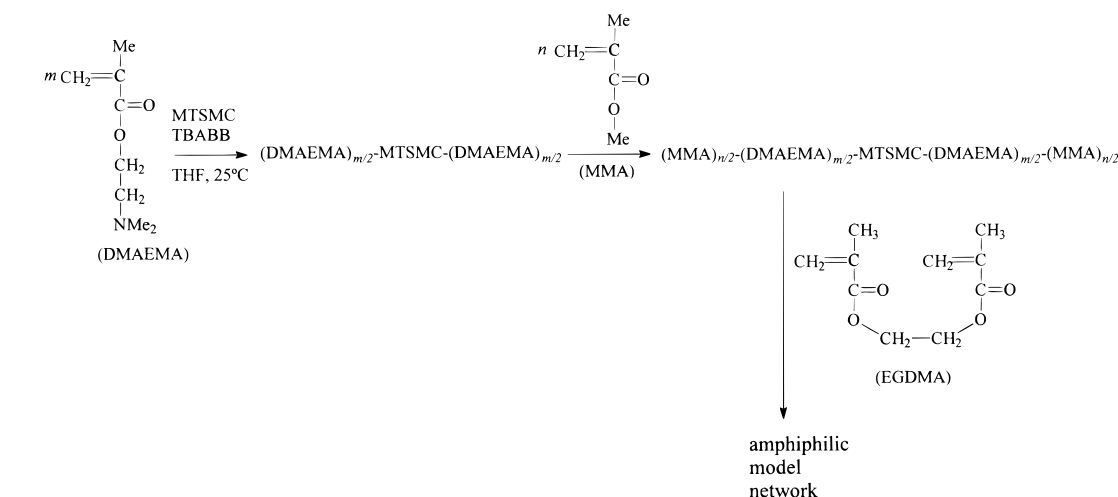 Me
m CH₂=C
C=O
O
CH₂
CH₂
NMe₂
(DMAEMA)
MTSMC
TBABB
THF, 25ºC
(DMAEMA)m/2-MTSMC-(DMAEMA)m/2
Me
n CH₂=C
C=O
O
Me
(MMA)
(MMA)n/2-(DMAEMA)m/2-MTSMC-(DMAEMA)m/2-(MMA)n/2
CH₃ CH₃
CH₂=C CH₂=C
C=O C=O
O O
CH₂—CH₂
(EGDMA)
amphiphilic
model
network